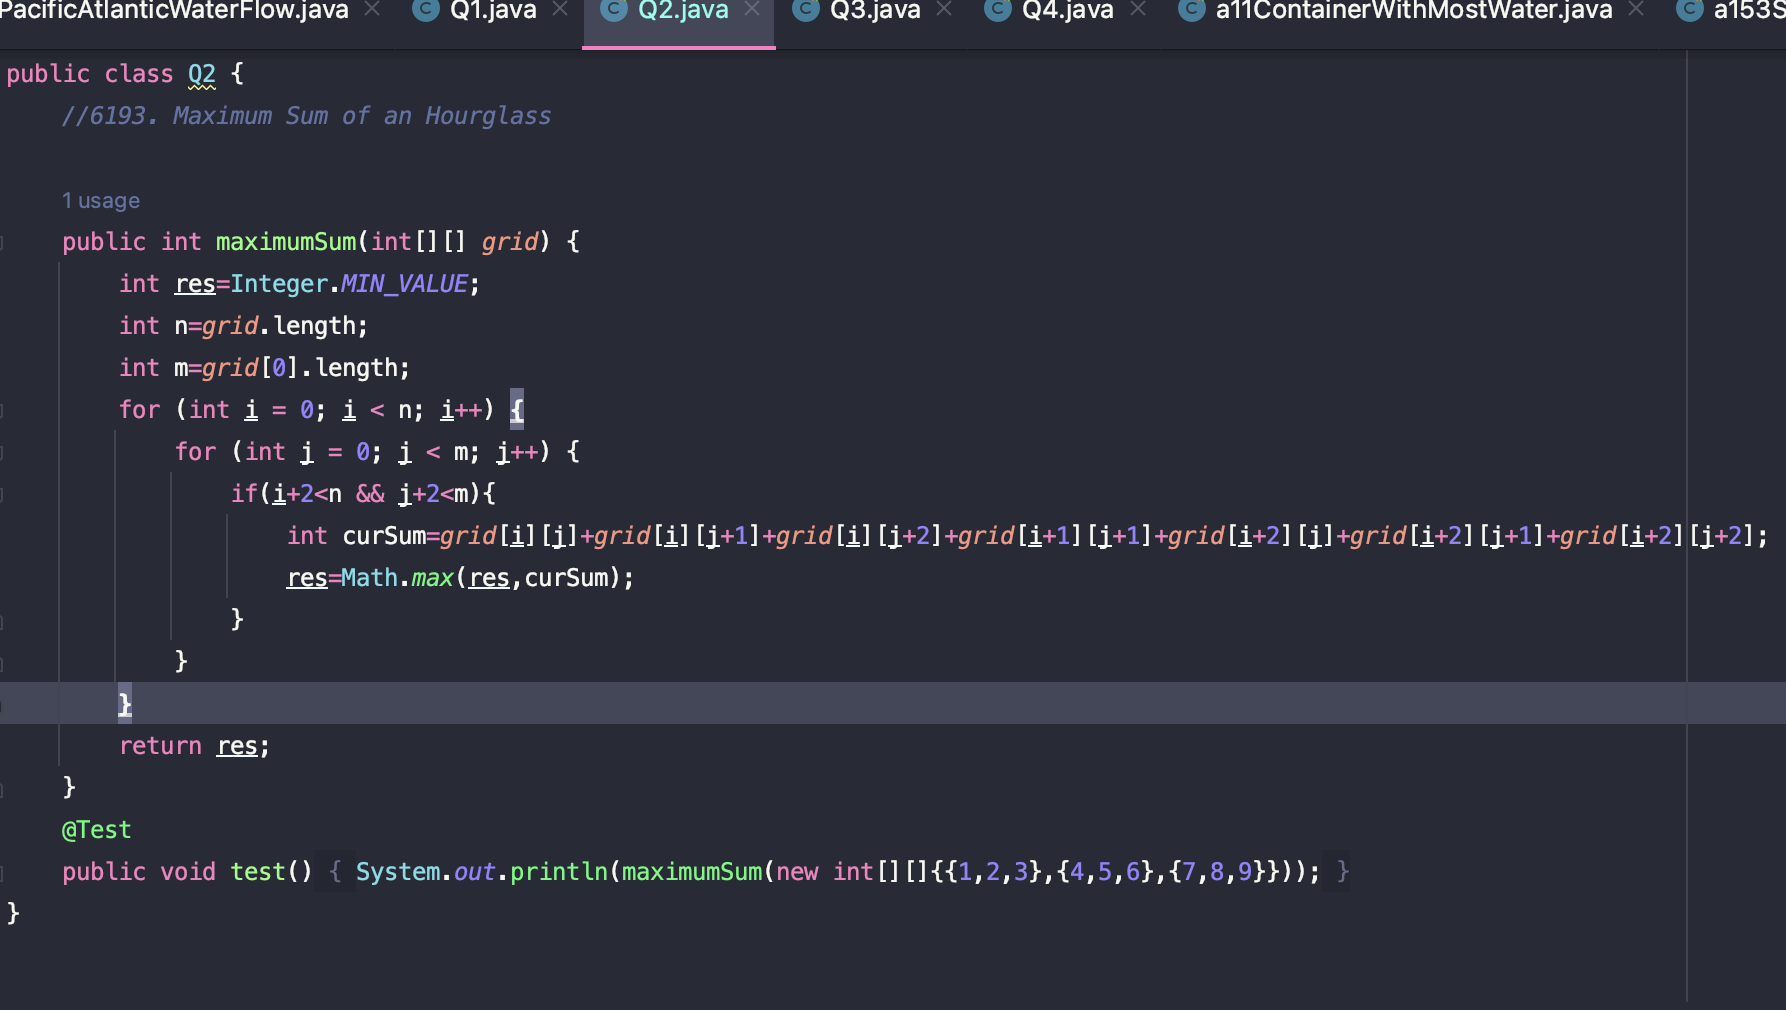 PacificAtlanticWaterFlow.java Q1.java Q2.java Q3.java Q4.java a11ContainerWithMostWater.java a153S
public class Q2 {
//6193. Maximum Sum of an Hourglass
1 usage
public int maximumSum(int[][] grid) {
int res=Integer.MIN_VALUE;
int n=grid.length;
int m=grid[0].length;
for (int i = 0; i < n; i++) {
for (int j = 0; j < m; j++) {
if(i+2<n && j+2<m){
int curSum=grid[i][j]+grid[i][j+1]+grid[i][j+2]+grid[i+1][j+1]+grid[i+2][j]+grid[i+2][j+1]+grid[i+2][j+2];
res=Math.max(res,curSum);
}
}
}
return res;
}
@Test
public void test() { System.out.println(maximumSum(new int[][]{{1,2,3},{4,5,6},{7,8,9}})); }
}